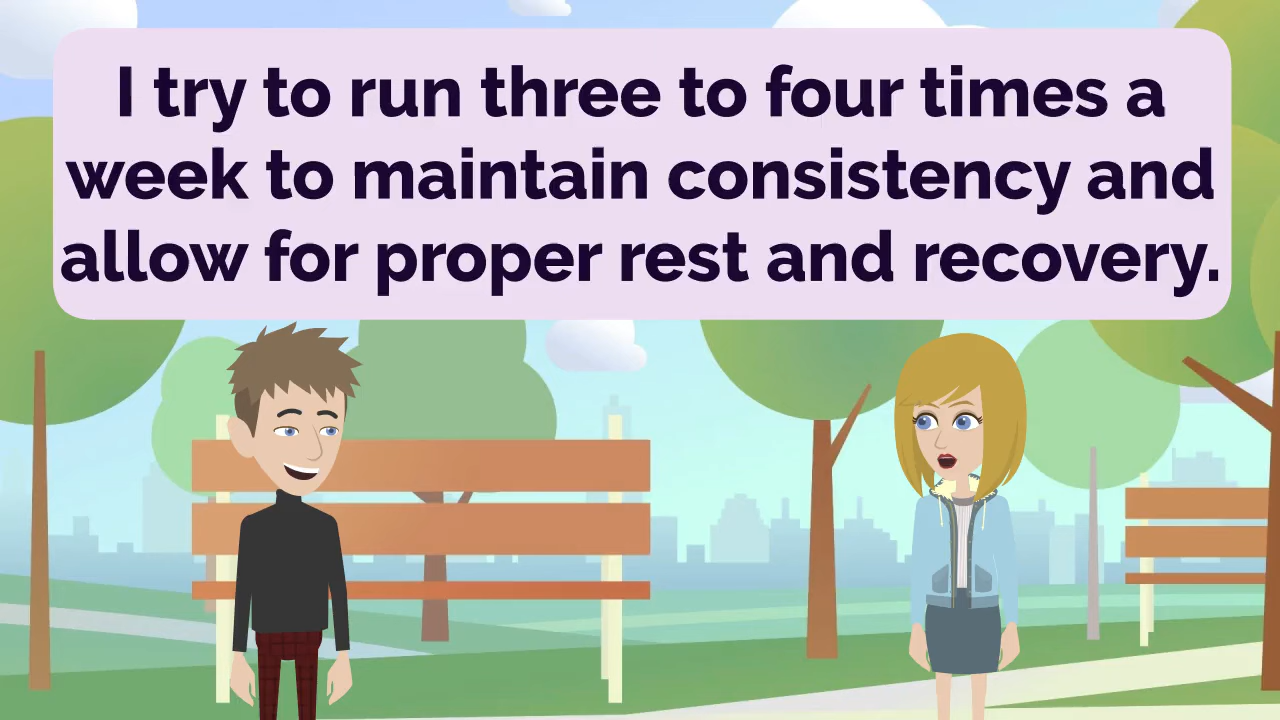 I try to run three to four times a
week to maintain consistency and
allow for proper rest and recovery.